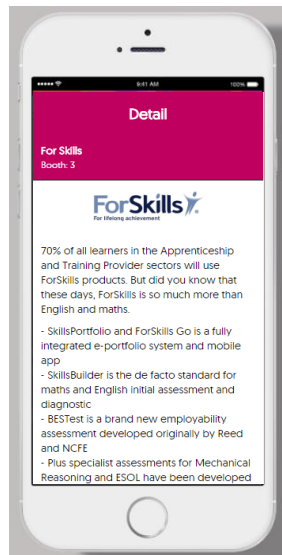 9:41 AM 100%
Detail
For Skills
Booth: 3
ForSkills
For lifelong achievement
70% of all learners in the Apprenticeship
and Training Provider sectors will use
ForSkills products. But did you know that
these days, ForSkills is so much more than
English and maths.
- SkillsPortfolio and ForSkills Go is a fully
integrated e-portfolio system and mobile
app
- SkillsBuilder is the de facto standard for
maths and English initial assessment and
diagnostic
- BESTest is a brand new employability
assessment developed originally by Reed
and NCFE
- Plus specialist assessments for Mechanical
Reasoning and ESOL have been developed